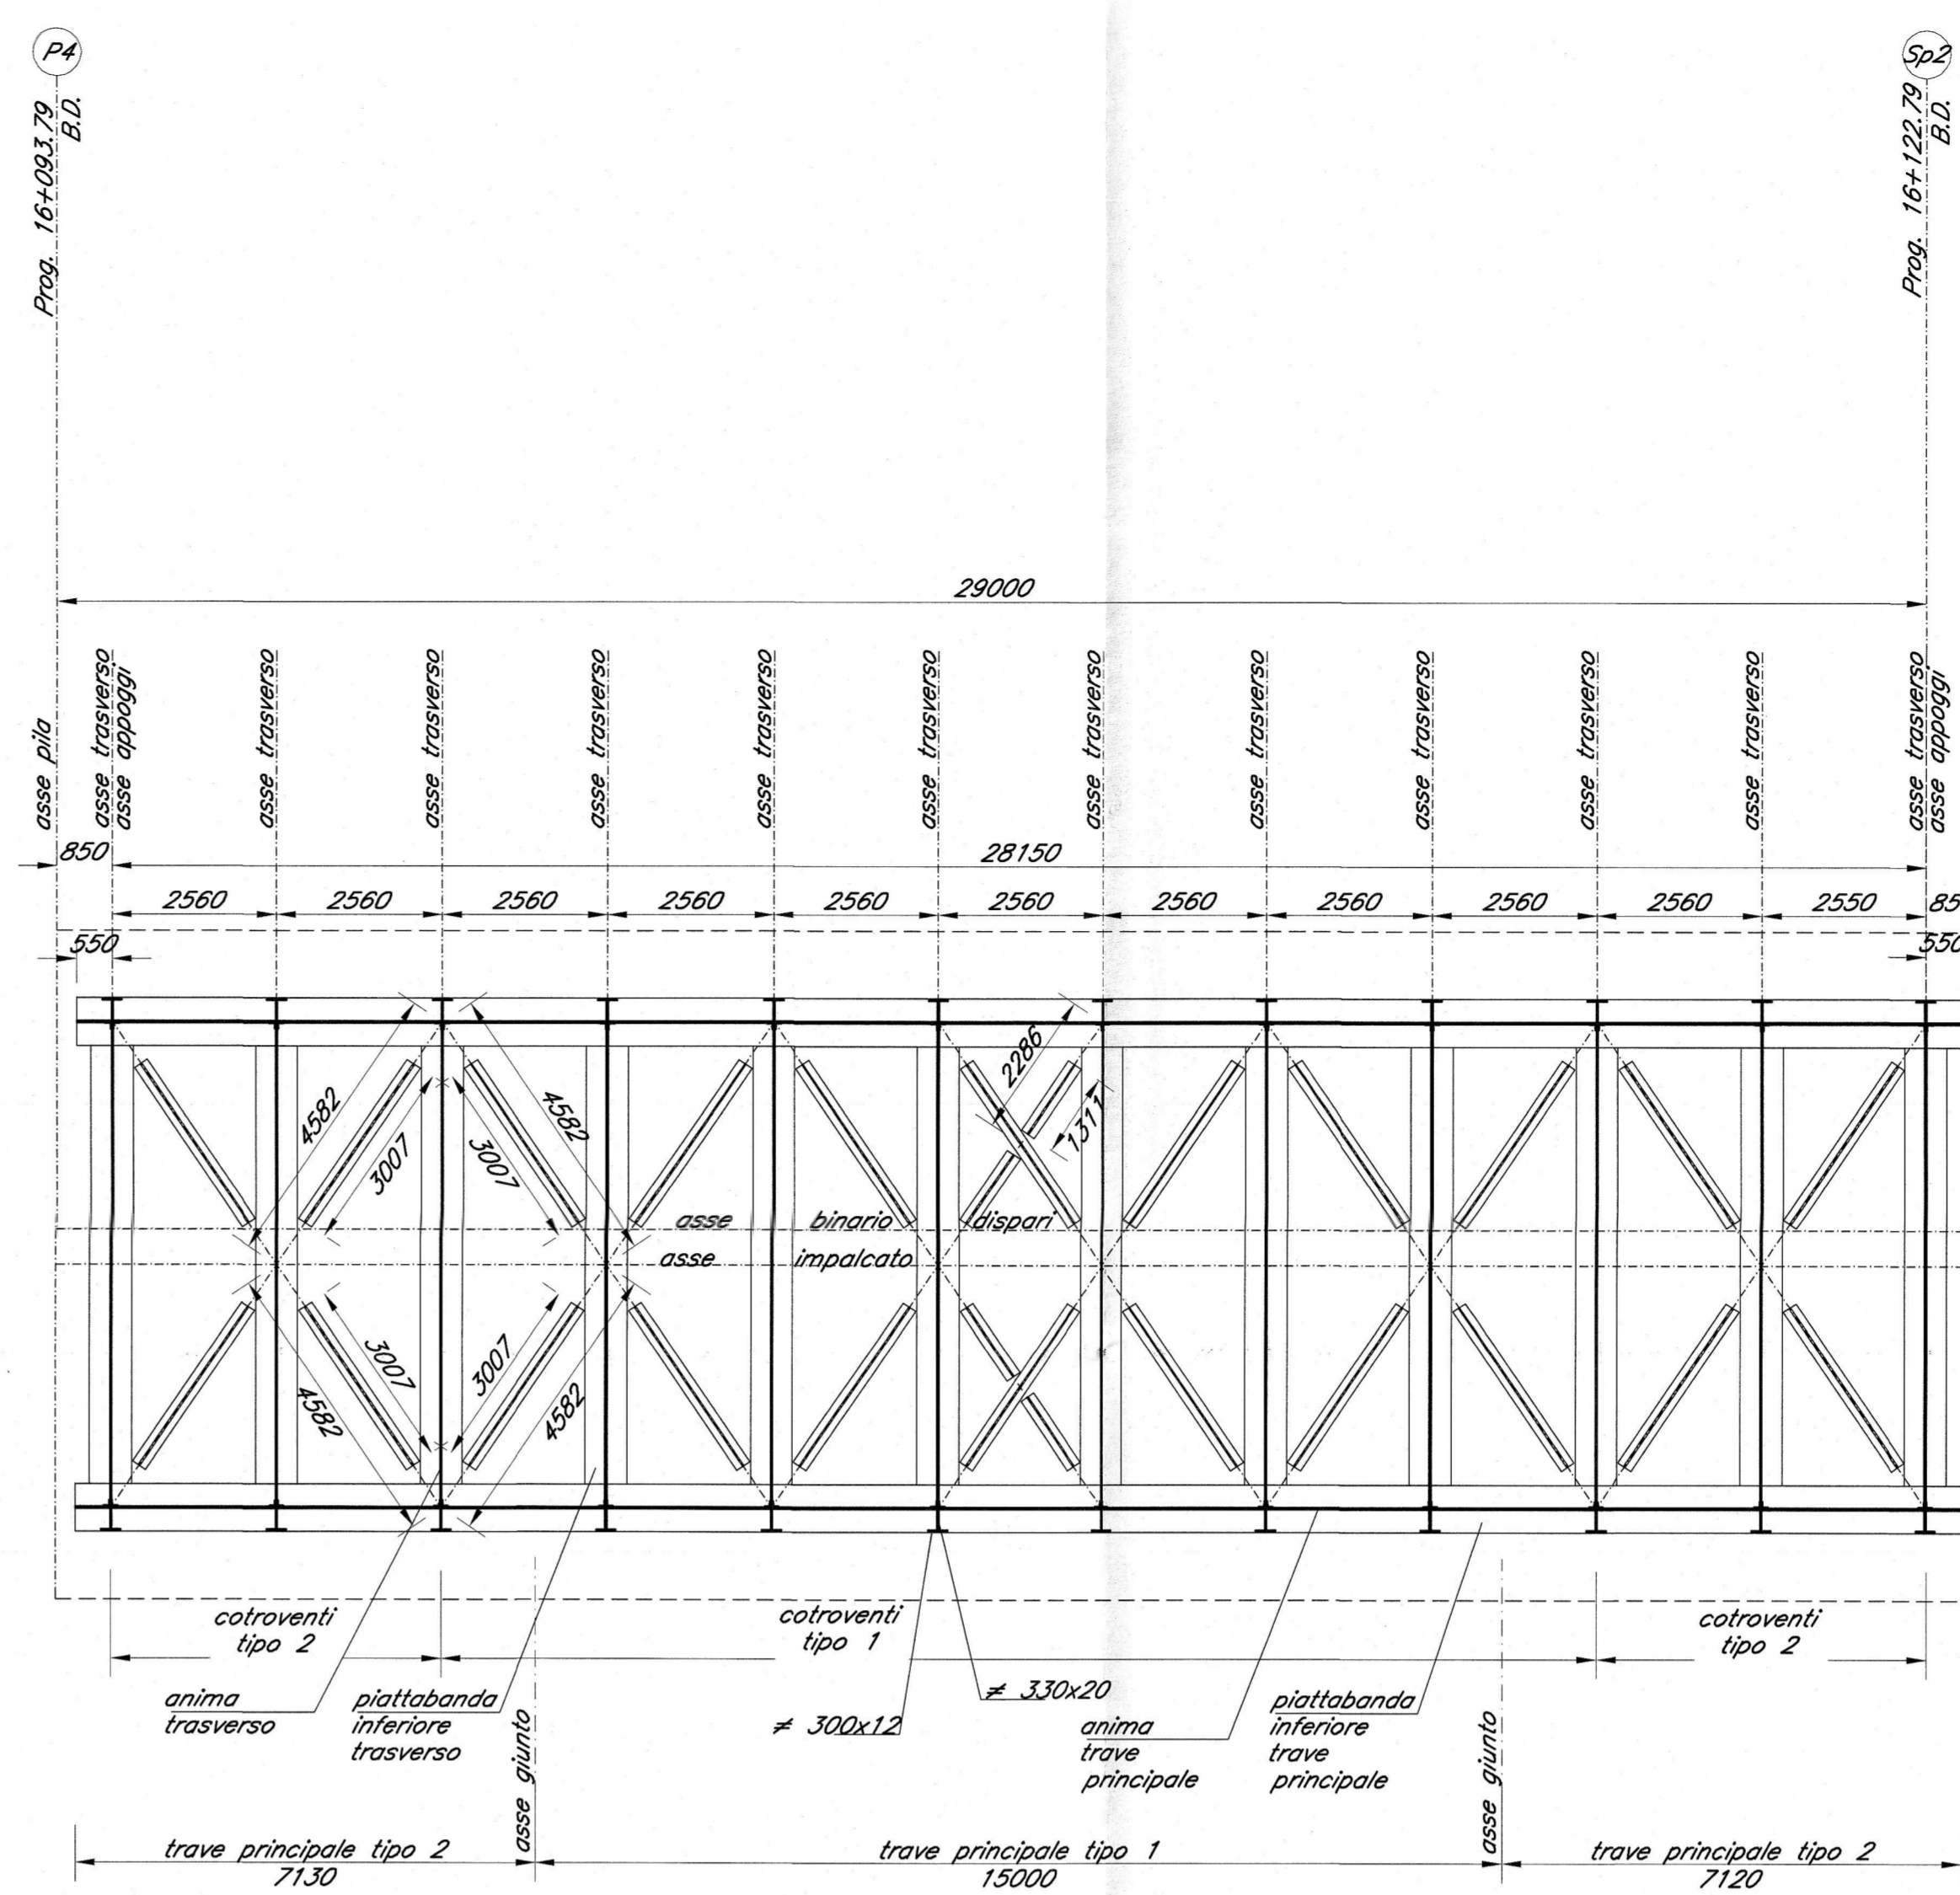 P4
Sp2
Prog. 16+093.79
B.D.
Prog. 16+122.79
B.D.
29000
asse pila
asse trasverso
asse appoggi
asse trasverso
asse trasverso
asse trasverso
asse trasverso
asse trasverso
asse trasverso
asse trasverso
asse trasverso
asse trasverso
asse trasverso
asse trasverso
asse appoggi
850
28150
2560
2560
2560
2560
2560
2560
2560
2560
2560
2560
2550
85
550
550
4582
3007
4582
3007
2286
1311
asse binario dispari
asse impalcato
3007
4582
3007
4582
cotroventi
tipo 2
cotroventi
tipo 1
cotroventi
tipo 2
anima
trasverso
piattabanda
inferiore
trasverso
≠ 300x12
≠ 330x20
anima
trave
principale
piattabanda
inferiore
trave
principale
asse giunto
asse giunto
trave principale tipo 2
7130
trave principale tipo 1
15000
trave principale tipo 2
7120